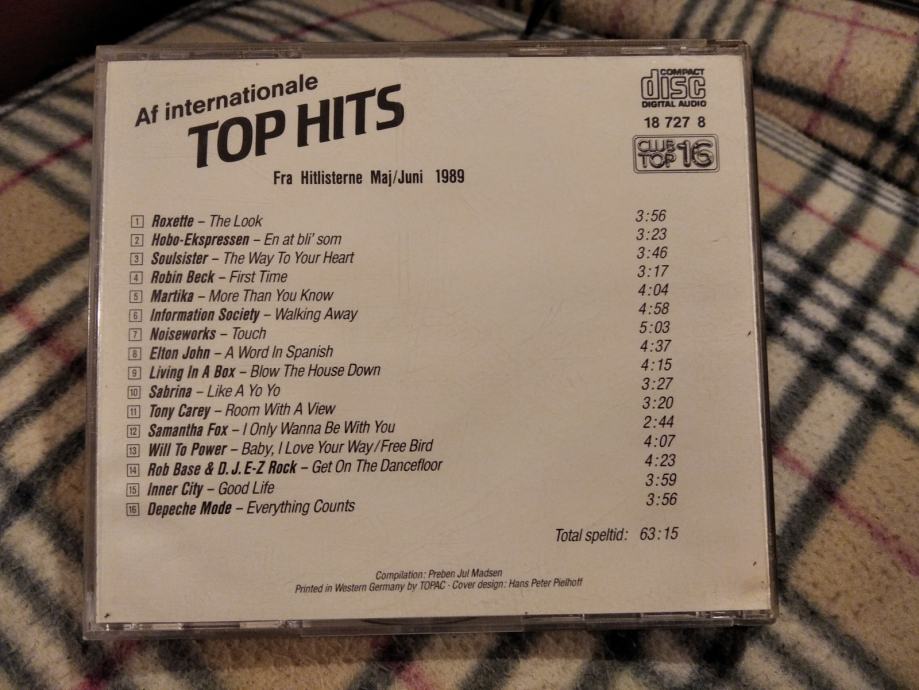 Af internationale
TOP HITS
COMPACT
disc
DIGITAL AUDIO
18 727 8
CLUB
TOP 16
Fra Hitlisterne Maj/Juni 1989
1 Roxette – The Look 3:56
2 Hobo-Ekspressen – En at bli' som 3:23
3 Soulsister – The Way To Your Heart 3:46
4 Robin Beck – First Time 3:17
5 Martika – More Than You Know 4:04
6 Information Society – Walking Away 4:58
7 Noiseworks – Touch 5:03
8 Elton John – A Word In Spanish 4:37
9 Living In A Box – Blow The House Down 4:15
10 Sabrina – Like A Yo Yo 3:27
11 Tony Carey – Room With A View 3:20
12 Samantha Fox – I Only Wanna Be With You 2:44
13 Will To Power – Baby, I Love Your Way/Free Bird 4:07
14 Rob Base & D.J. E-Z Rock – Get On The Dancefloor 4:23
15 Inner City – Good Life 3:59
16 Depeche Mode – Everything Counts 3:56
Total speltid: 63:15
Compilation: Preben Jul Madsen
Printed in Western Germany by TOPAC · Cover design: Hans Peter Pielhoff